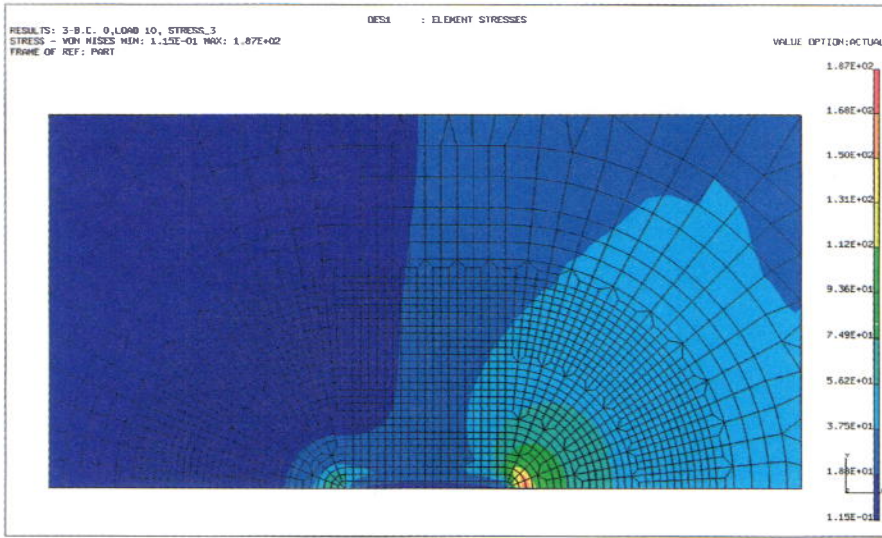 DES1 : ELEMENT STRESSES
RESULTS: 3-B.C. 0,LOAD 10, STRESS_3
STRESS - VON MISES MIN: 1.15E-01 MAX: 1.87E+02
FRAME OF REF: PART
VALUE OPTION:ACTUAL
1.87E+02
1.68E+02
1.50E+02
1.31E+02
1.12E+02
9.36E+01
7.49E+01
5.62E+01
3.75E+01
1.88E+01
1.15E-01